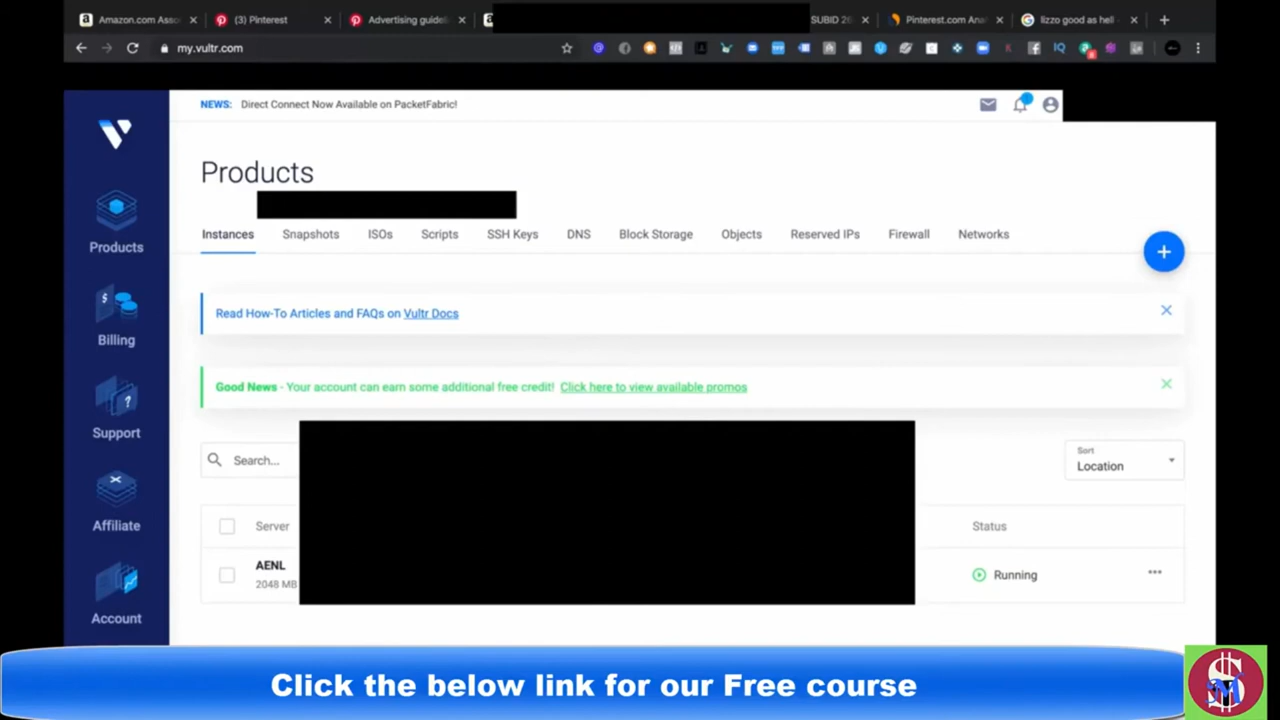 Amazon.com Asso
(3) Pinterest
Advertising guidel
SUBID 26
Pinterest.com Ana
lizzo good as hell -
my.vultr.com
NEWS: Direct Connect Now Available on PacketFabric!
Products
Instances Snapshots ISOs Scripts SSH Keys DNS Block Storage Objects Reserved IPs Firewall Networks
Products
Billing
Support
Affiliate
Account
Read How-To Articles and FAQs on Vultr Docs
Good News - Your account can earn some additional free credit! Click here to view available promos
Search...
Sort
Location
Server Status
AENL
2048 MB
Running
Click the below link for our Free course